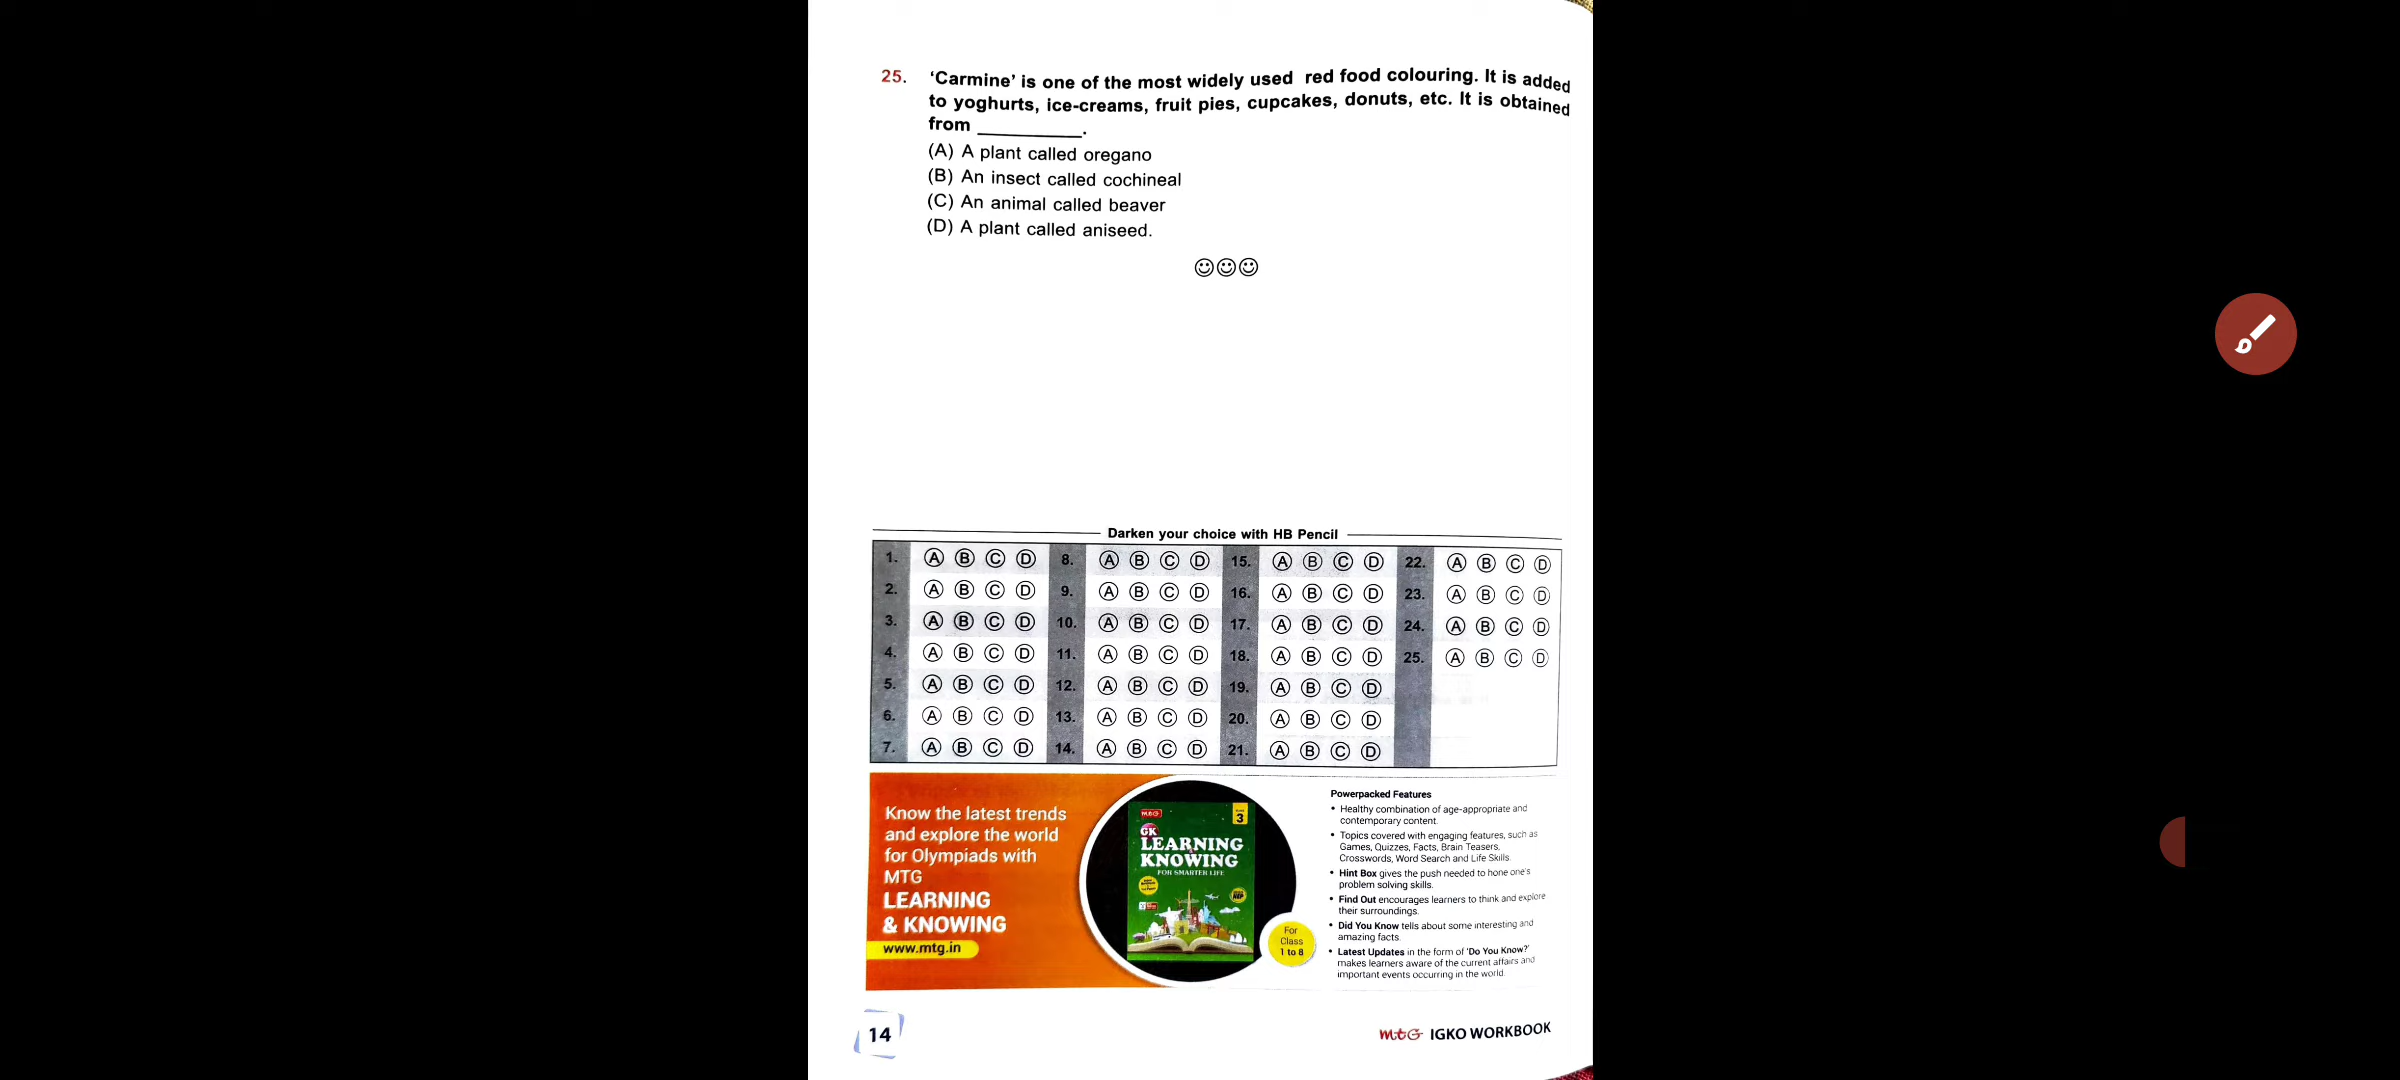 25. ‘Carmine’ is one of the most widely used red food colouring. It is added
to yoghurts, ice-creams, fruit pies, cupcakes, donuts, etc. It is obtained
from __________.
(A) A plant called oregano
(B) An insect called cochineal
(C) An animal called beaver
(D) A plant called aniseed.
Darken your choice with HB Pencil
1. A B C D 8. A B C D 15. A B C D 22. A B C D
2. A B C D 9. A B C D 16. A B C D 23. A B C D
3. A B C D 10. A B C D 17. A B C D 24. A B C D
4. A B C D 11. A B C D 18. A B C D 25. A B C D
5. A B C D 12. A B C D 19. A B C D
6. A B C D 13. A B C D 20. A B C D
7. A B C D 14. A B C D 21. A B C D
Know the latest trends
and explore the world
for Olympiads with
MTG
LEARNING
& KNOWING
www.mtg.in
MtG
3
GK
LEARNING
KNOWING
FOR SMARTER LIFE
For
Class
1 to 8
Powerpacked Features
• Healthy combination of age-appropriate and
contemporary content.
• Topics covered with engaging features, such as
Games, Quizzes, Facts, Brain Teasers,
Crosswords, Word Search and Life Skills
• Hint Box gives the push needed to hone one's
problem solving skills.
• Find Out encourages learners to think and explore
their surroundings.
• Did You Know tells about some interesting and
amazing facts.
• Latest Updates in the form of 'Do You Know?'
makes learners aware of the current affairs and
important events occurring in the world.
14
mtG IGKO WORKBOOK